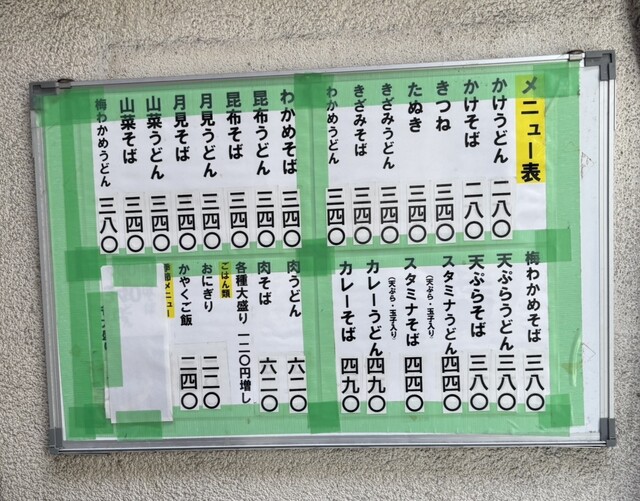 メニュー表
かけうどん 二八〇
かけそば 二八〇
きつね 三四〇
たぬき 三四〇
きざみうどん 三四〇
きざみそば 三四〇
わかめうどん 三四〇
わかめそば 三四〇
昆布うどん 三四〇
昆布そば 三四〇
月見うどん 三四〇
月見そば 三四〇
山菜うどん 三四〇
山菜そば 三四〇
梅わかめうどん 三八〇
梅わかめそば 三八〇
天ぷらうどん 三八〇
天ぷらそば 三八〇
スタミナうどん 四四〇
(天ぷら・玉子入り)
スタミナそば 四四〇
(天ぷら・玉子入り)
カレーうどん 四九〇
カレーそば 四九〇
肉うどん 六二〇
肉そば 六二〇
各種大盛り 一二〇円増し
ごはん類
おにぎり 二二〇
かやくご飯 二四〇
季節メニュー